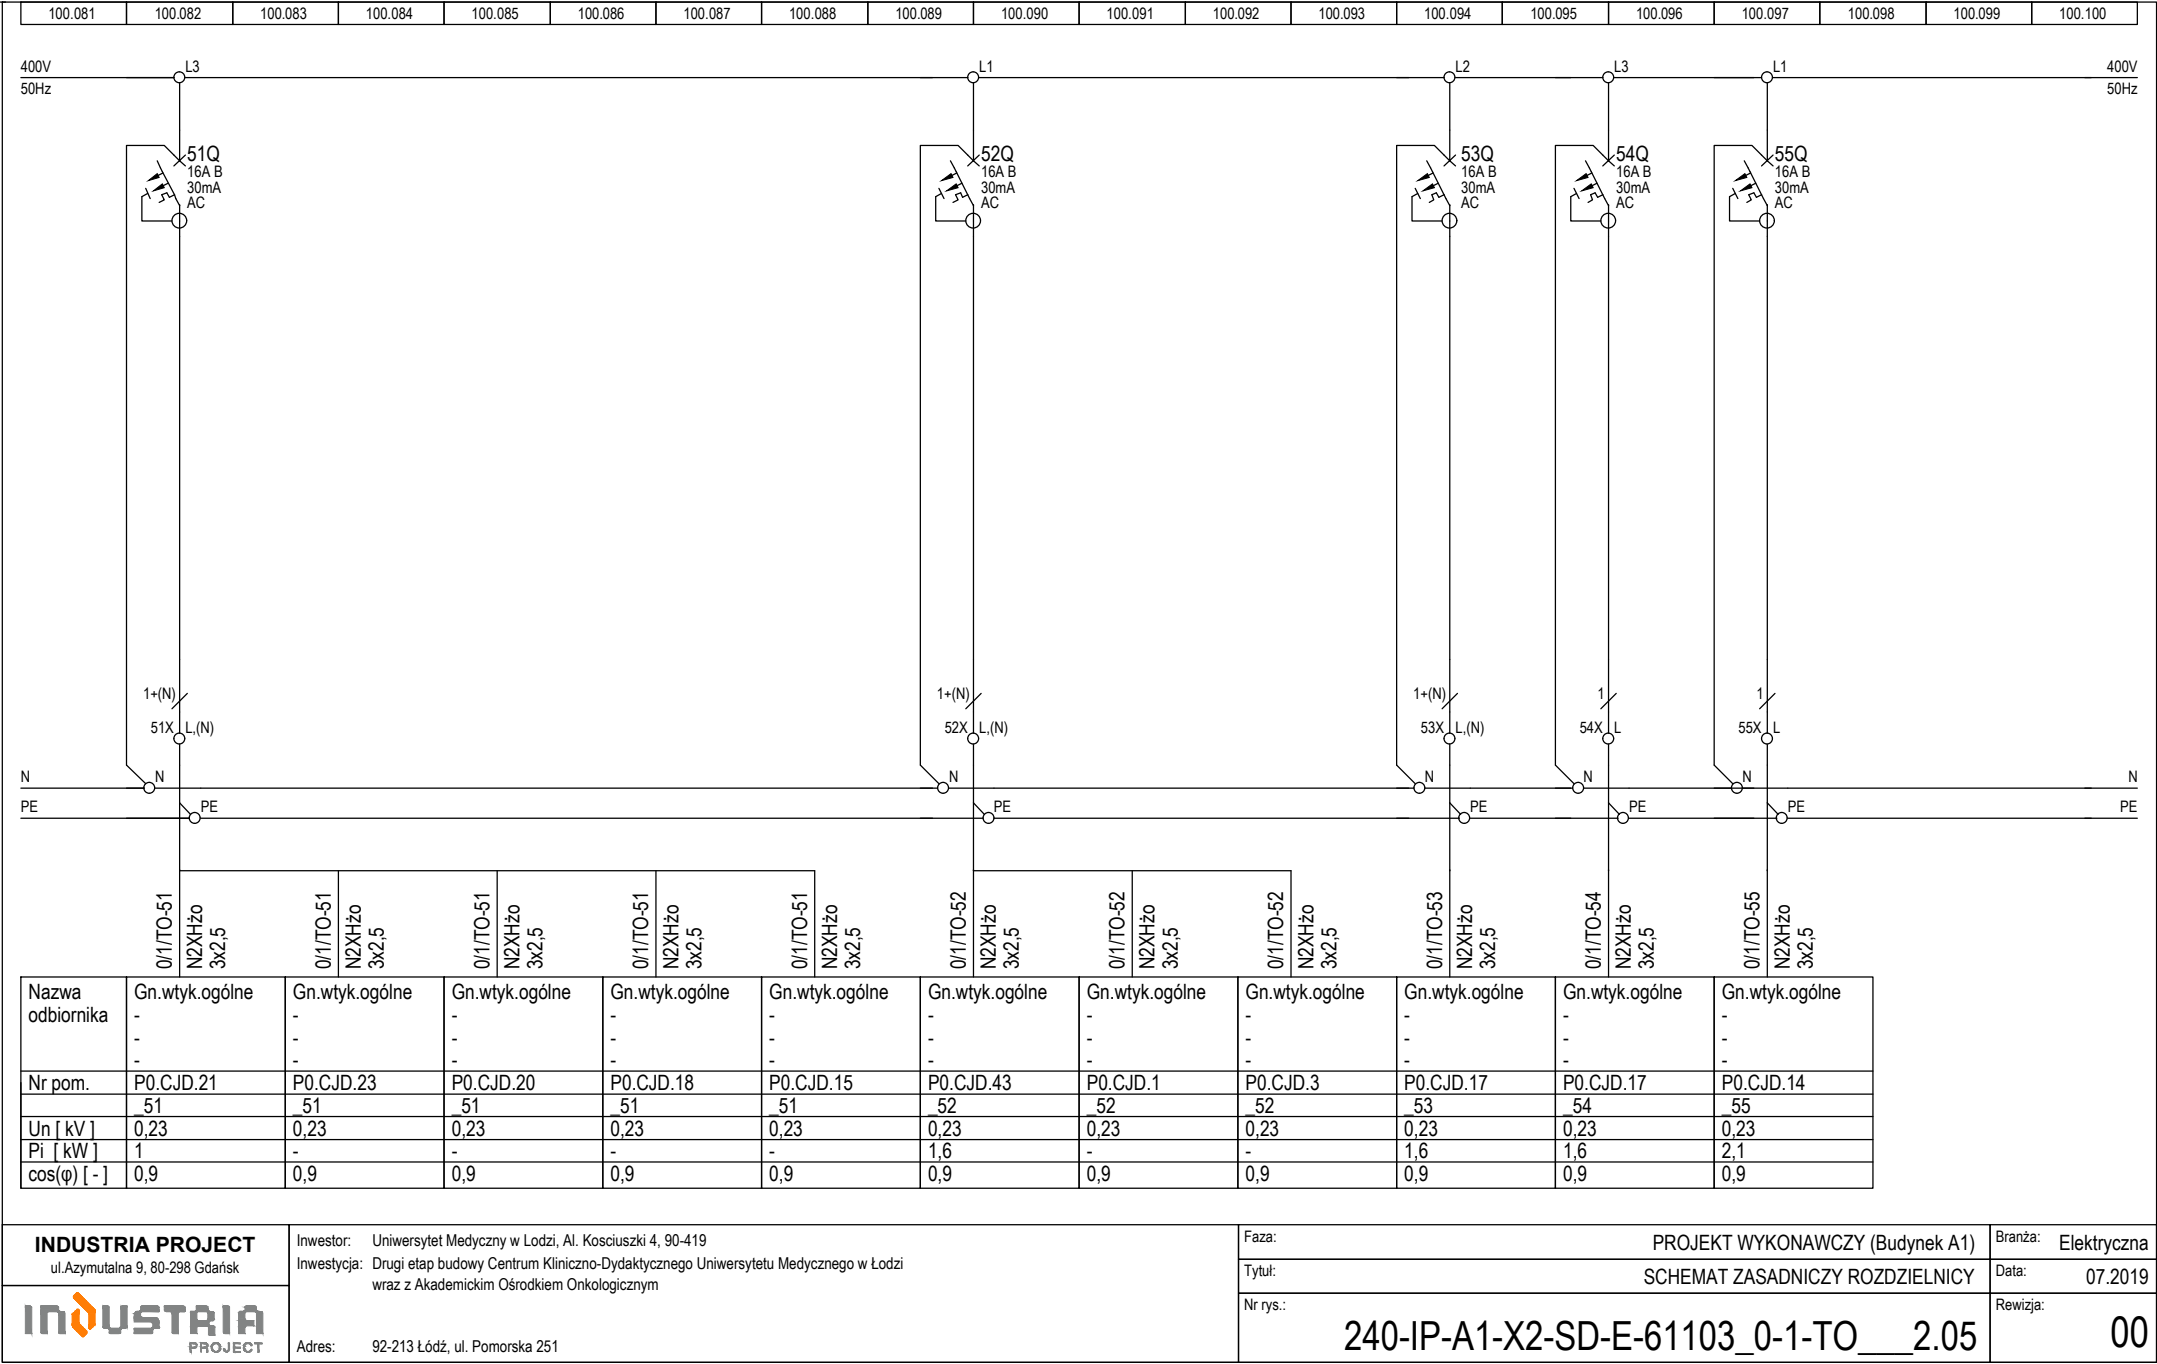 100.081 100.082 100.083 100.084 100.085 100.086 100.087 100.088 100.089 100.090 100.091 100.092 100.093 100.094 100.095 100.096 100.097 100.098 100.099 100.100
400V L3 L1 L2 L3 L1 400V
50Hz 50Hz
51Q 52Q 53Q 54Q 55Q
16A B 16A B 16A B 16A B 16A B
30mA 30mA 30mA 30mA 30mA
AC AC AC AC AC
1+(N) 1+(N) 1+(N) 1 1
51X L,(N) 52X L,(N) 53X L,(N) 54X L 55X L
N N N N N N N
PE PE PE PE PE PE PE
0/1/TO-51 N2XHżo 3x2,5
0/1/TO-51 N2XHżo 3x2,5
0/1/TO-51 N2XHżo 3x2,5
0/1/TO-51 N2XHżo 3x2,5
0/1/TO-51 N2XHżo 3x2,5
0/1/TO-52 N2XHżo 3x2,5
0/1/TO-52 N2XHżo 3x2,5
0/1/TO-52 N2XHżo 3x2,5
0/1/TO-53 N2XHżo 3x2,5
0/1/TO-54 N2XHżo 3x2,5
0/1/TO-55 N2XHżo 3x2,5
Nazwa Gn.wtyk.ogólne Gn.wtyk.ogólne Gn.wtyk.ogólne Gn.wtyk.ogólne Gn.wtyk.ogólne Gn.wtyk.ogólne Gn.wtyk.ogólne Gn.wtyk.ogólne Gn.wtyk.ogólne Gn.wtyk.ogólne Gn.wtyk.ogólne
odbiornika - - - - - - - - - - -
- - - - - - - - - - -
- - - - - - - - - - -
Nr pom. P0.CJD.21 P0.CJD.23 P0.CJD.20 P0.CJD.18 P0.CJD.15 P0.CJD.43 P0.CJD.1 P0.CJD.3 P0.CJD.17 P0.CJD.17 P0.CJD.14
_51 _51 _51 _51 _51 _52 _52 _52 _53 _54 _55
Un [ kV ] 0,23 0,23 0,23 0,23 0,23 0,23 0,23 0,23 0,23 0,23 0,23
Pi [ kW ] 1 - - - - 1,6 - - 1,6 1,6 2,1
cos(φ) [ - ] 0,9 0,9 0,9 0,9 0,9 0,9 0,9 0,9 0,9 0,9 0,9
INDUSTRIA PROJECT
ul.Azymutalna 9, 80-298 Gdańsk
INDUSTRIA
PROJECT
Inwestor: Uniwersytet Medyczny w Lodzi, Al. Kosciuszki 4, 90-419
Inwestycja: Drugi etap budowy Centrum Kliniczno-Dydaktycznego Uniwersytetu Medycznego w Łodzi
wraz z Akademickim Ośrodkiem Onkologicznym
Adres: 92-213 Łódź, ul. Pomorska 251
Faza: PROJEKT WYKONAWCZY (Budynek A1)
Branża: Elektryczna
Tytuł: SCHEMAT ZASADNICZY ROZDZIELNICY
Data: 07.2019
Nr rys.: 240-IP-A1-X2-SD-E-61103_0-1-TO___2.05
Rewizja: 00